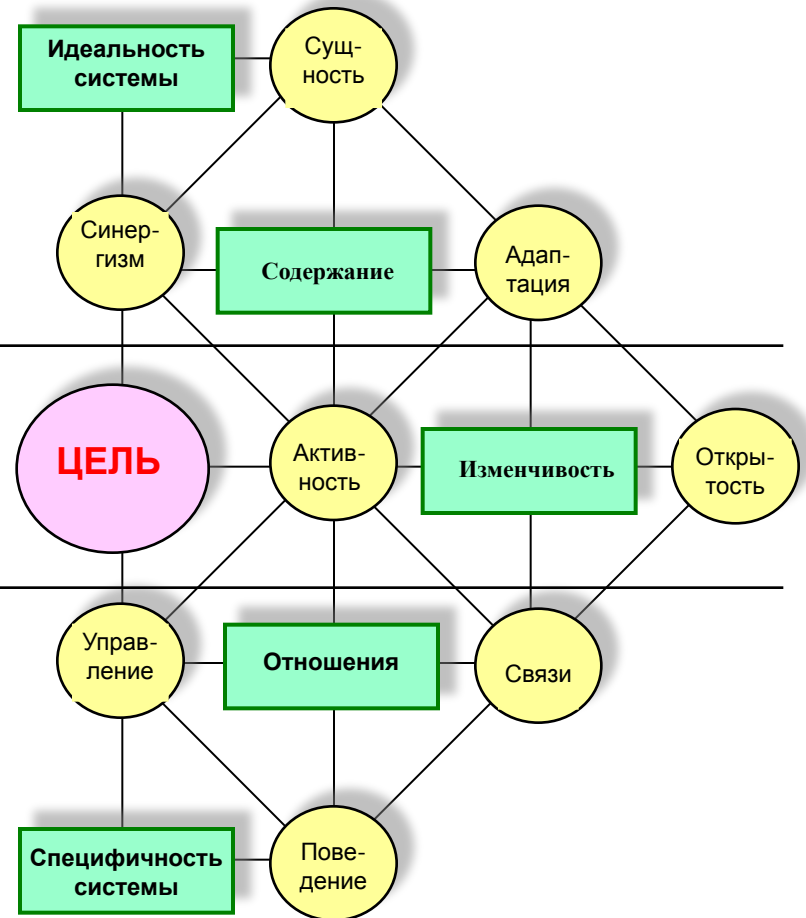 Идеальность
системы
Сущ-
ность
Синер-
гизм
Содержание
Адап-
тация
ЦЕЛЬ
Актив-
ность
Изменчивость
Откры-
тость
Управ-
ление
Отношения
Связи
Специфичность
системы
Пове-
дение